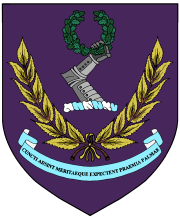 CUNCTI ADSINT MERITAEQUE EXPECTENT PRAEMIA PALMAE